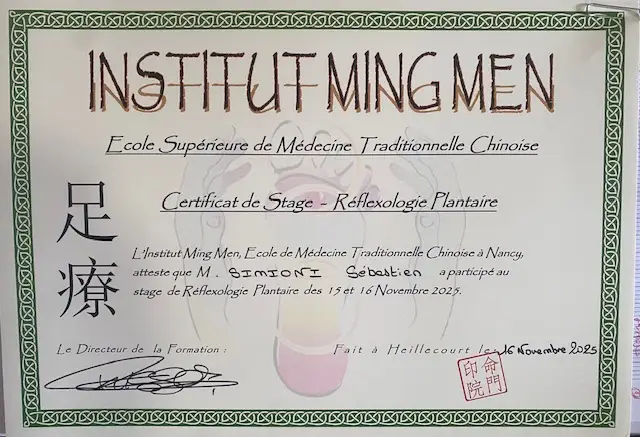 INSTITUT MING MEN
Ecole Supérieure de Médecine Traditionnelle Chinoise
Certificat de Stage - Réflexologie Plantaire
足療
L'Institut Ming Men, Ecole de Médecine Traditionnelle Chinoise à Nancy,
atteste que M. SIMIONI Sébastien a participé au
stage de Réflexologie Plantaire des 15 et 16 Novembre 2025.
Le Directeur de la Formation :
Fait à Heillecourt le: 16 Novembre 2025
命門
印院